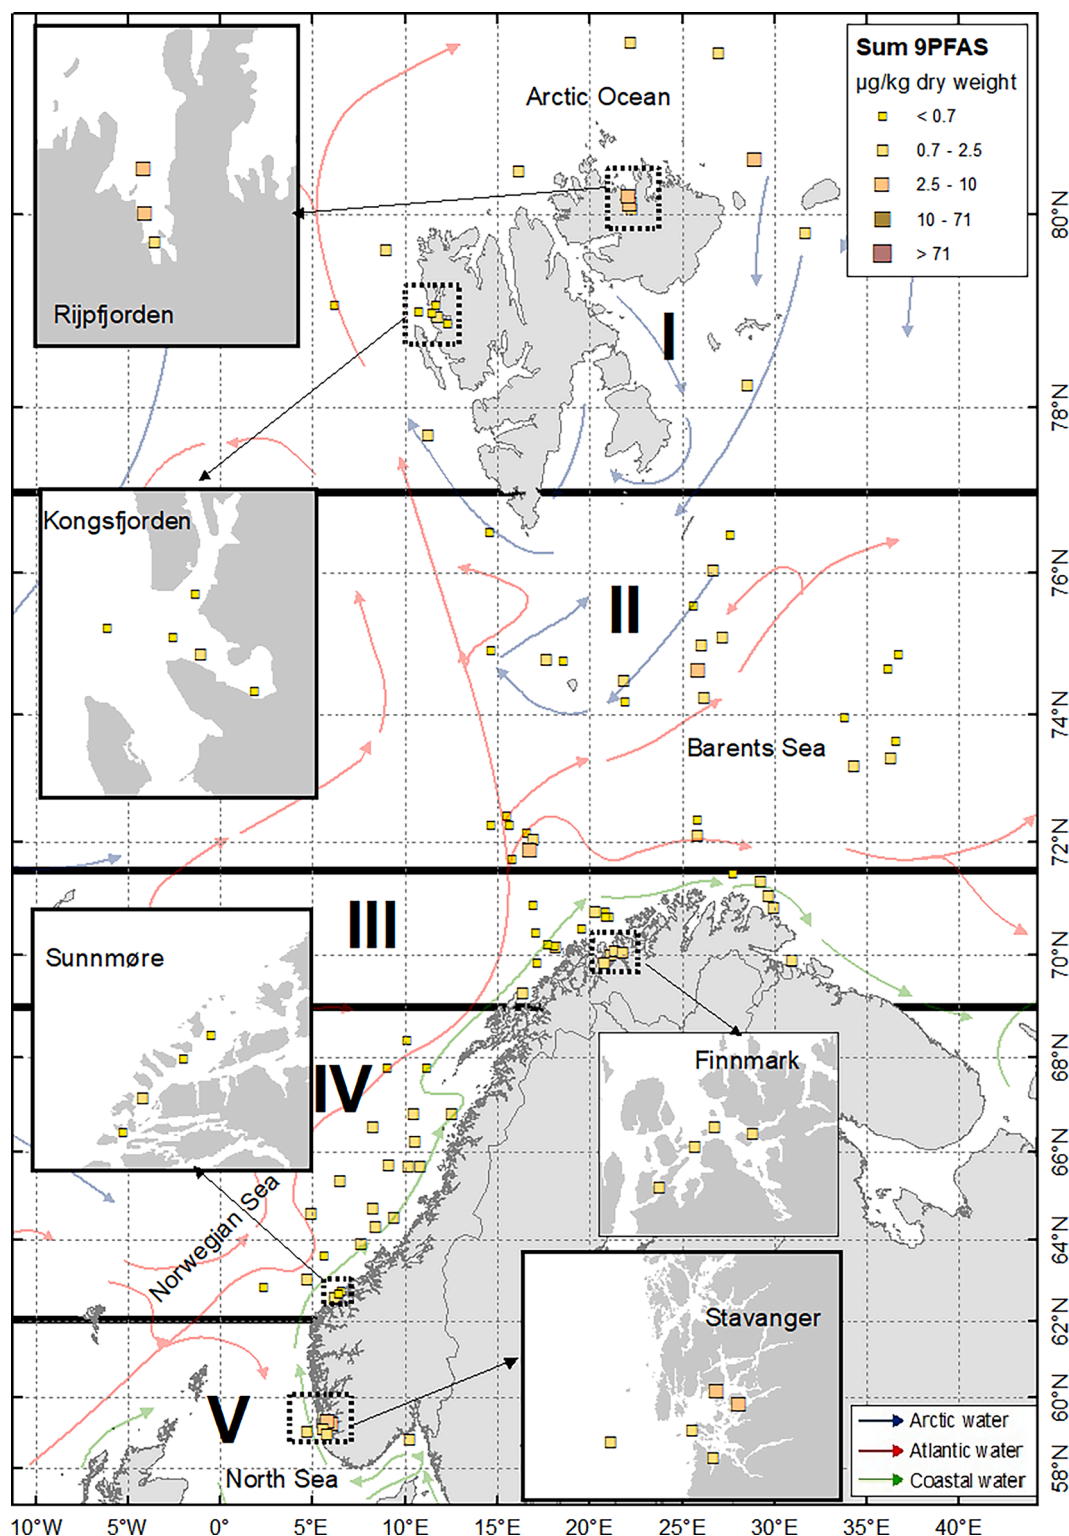 Sum 9PFAS
µg/kg dry weight
< 0.7
0.7 - 2.5
2.5 - 10
10 - 71
> 71
Arctic Ocean
Rijpfjorden
80°N
I
78°N
Kongsfjorden
76°N
II
74°N
Barents Sea
72°N
III
Sunnmøre
70°N
Finnmark
68°N
IV
66°N
Norwegian Sea
64°N
Stavanger
62°N
60°N
V
Arctic water
Atlantic water
Coastal water
North Sea
58°N
10°W 5°W 0° 5°E 10°E 15°E 20°E 25°E 30°E 35°E 40°E